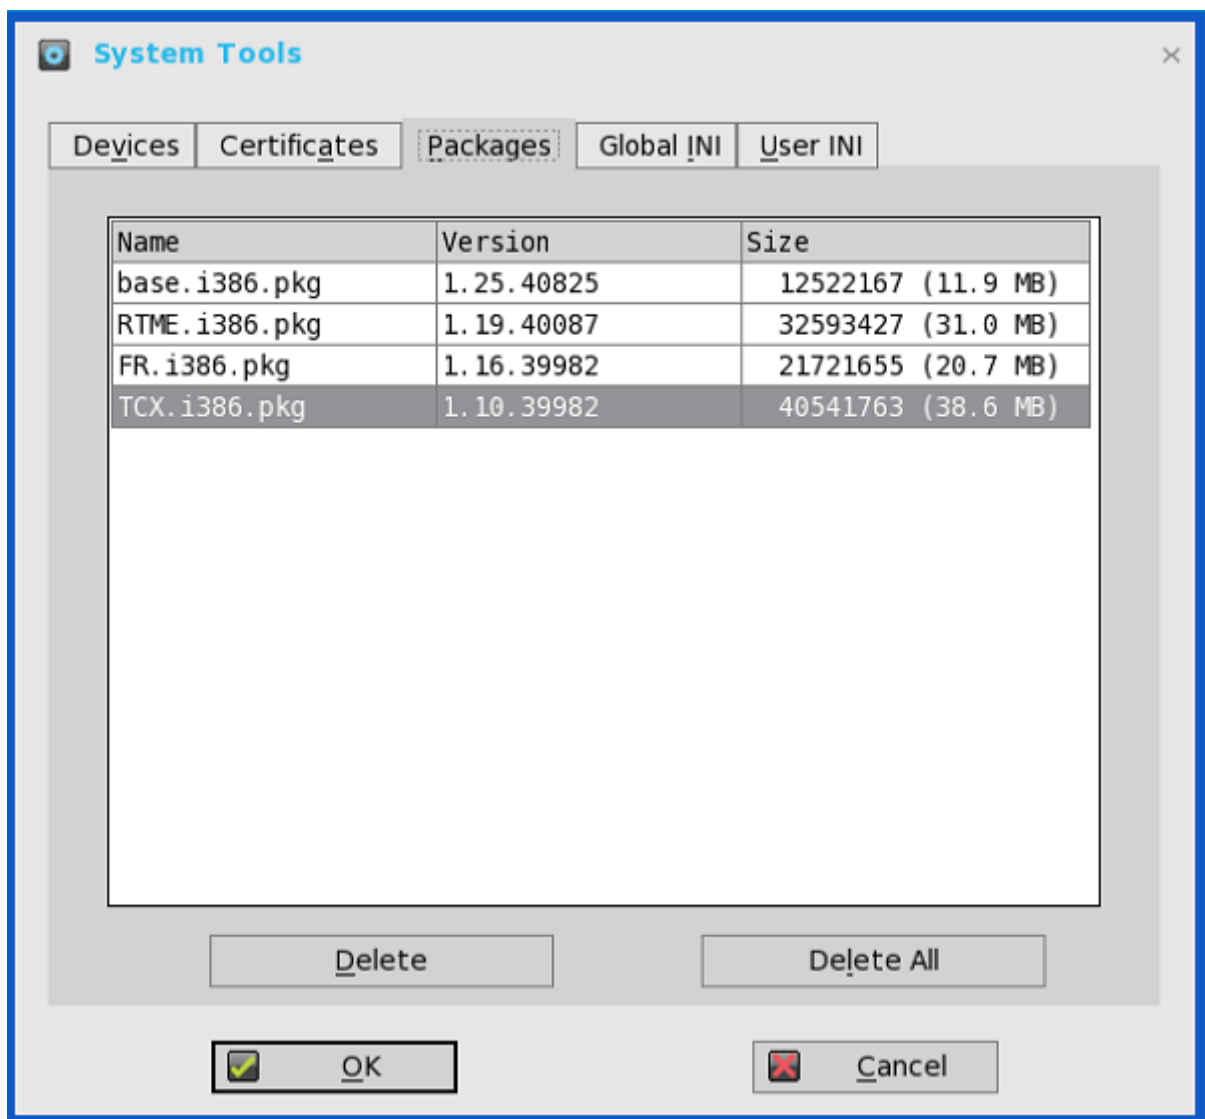 System Tools
Devices Certificates Packages Global INI User INI
Name Version Size
base.i386.pkg 1.25.40825 12522167 (11.9 MB)
RTME.i386.pkg 1.19.40087 32593427 (31.0 MB)
FR.i386.pkg 1.16.39982 21721655 (20.7 MB)
TCX.i386.pkg 1.10.39982 40541763 (38.6 MB)
Delete Delete All
OK Cancel